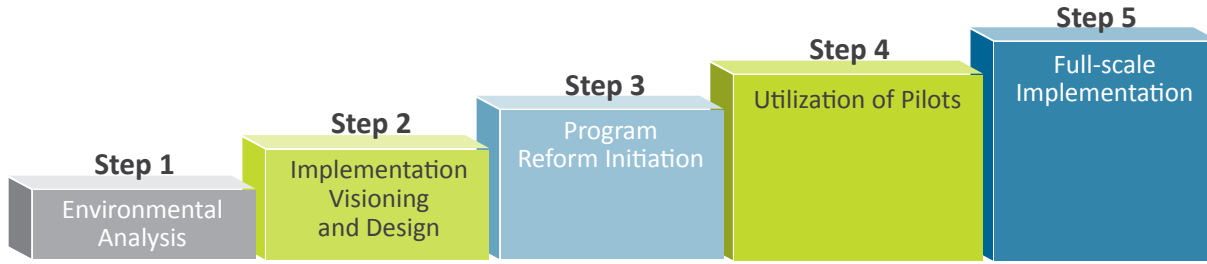 Step 1
Environmental
Analysis
Step 2
Implementation
Visioning
and Design
Step 3
Program
Reform Initiation
Step 4
Utilization of Pilots
Step 5
Full-scale
Implementation